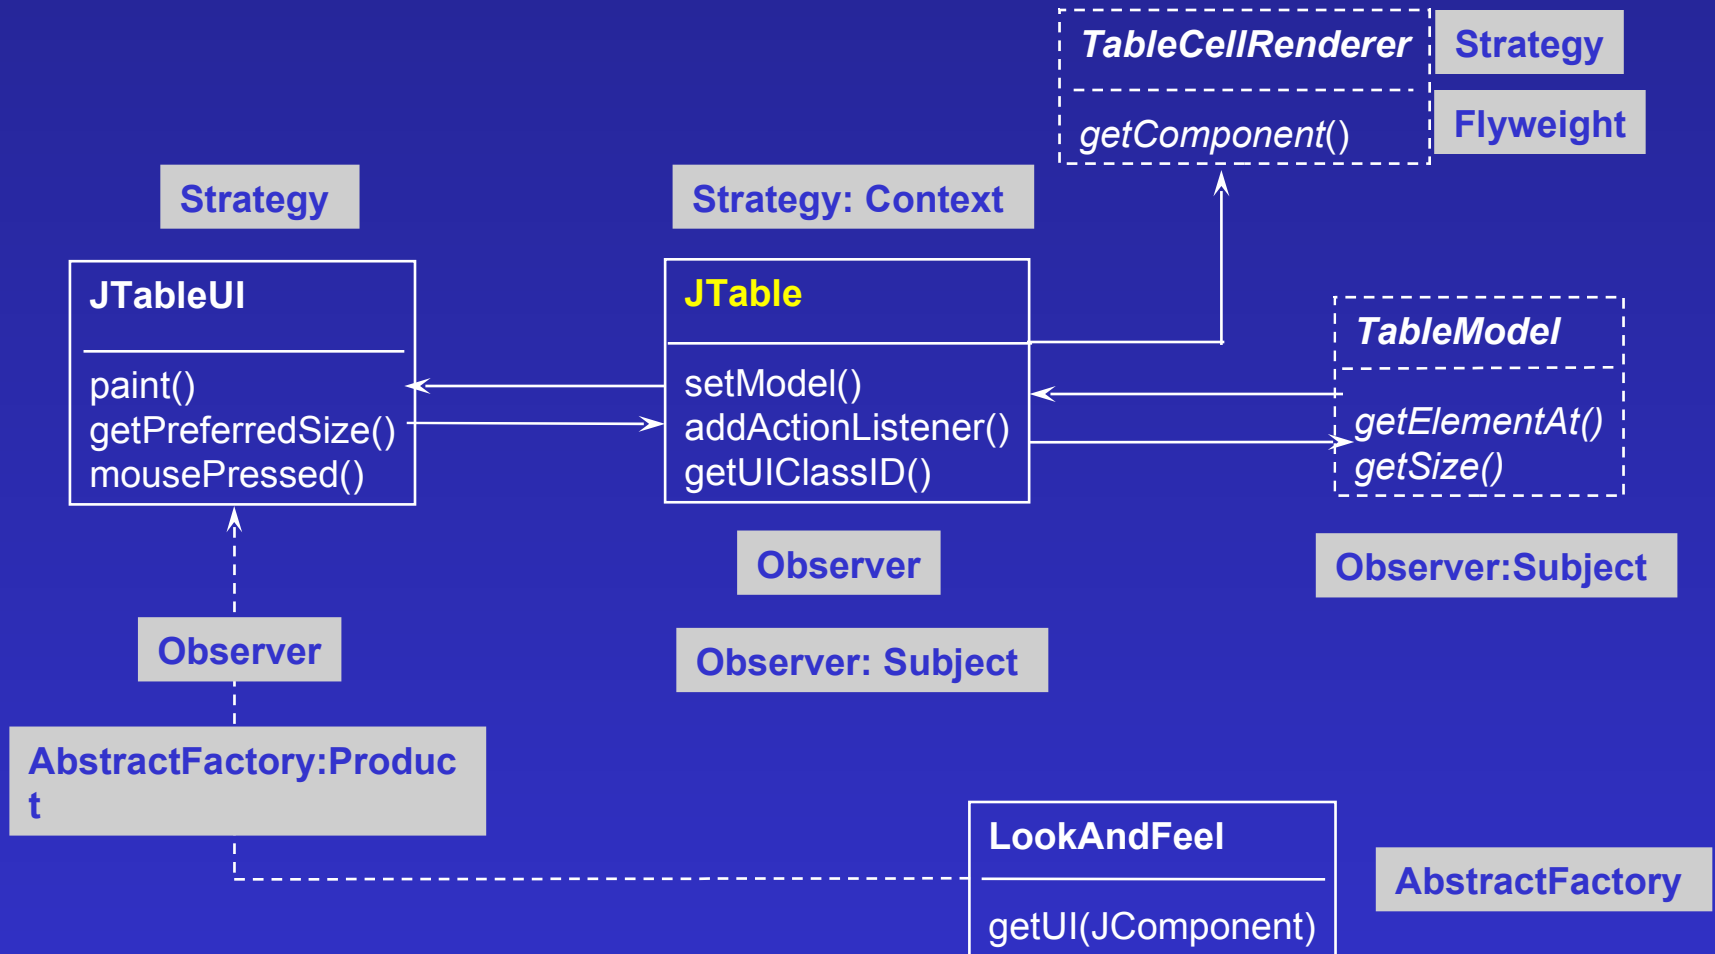 TableCellRenderer
Strategy
getComponent()
Flyweight
Strategy
Strategy: Context
JTableUI
paint()
getPreferredSize()
mousePressed()
JTable
setModel()
addActionListener()
getUIClassID()
TableModel
getElementAt()
getSize()
Observer
Observer:Subject
Observer
Observer: Subject
AbstractFactory:Produc
t
LookAndFeel
getUI(JComponent)
AbstractFactory